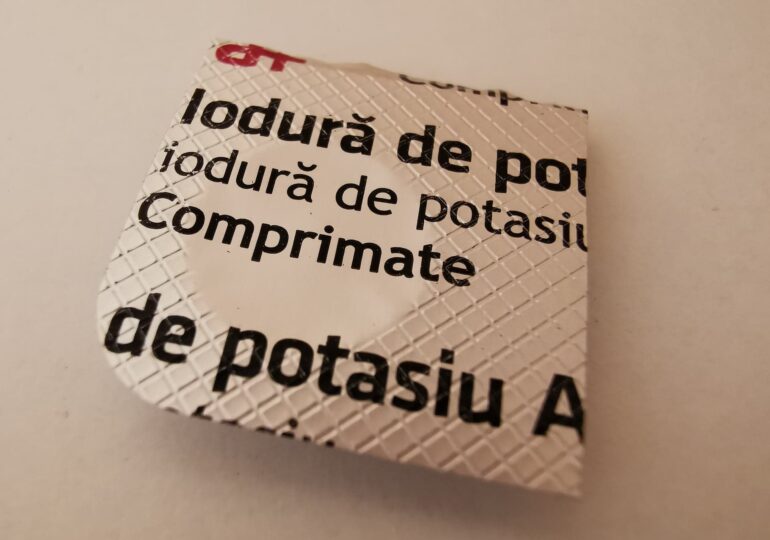 Iodură de pot
iodură de potasiu
Comprimate
de potasiu A